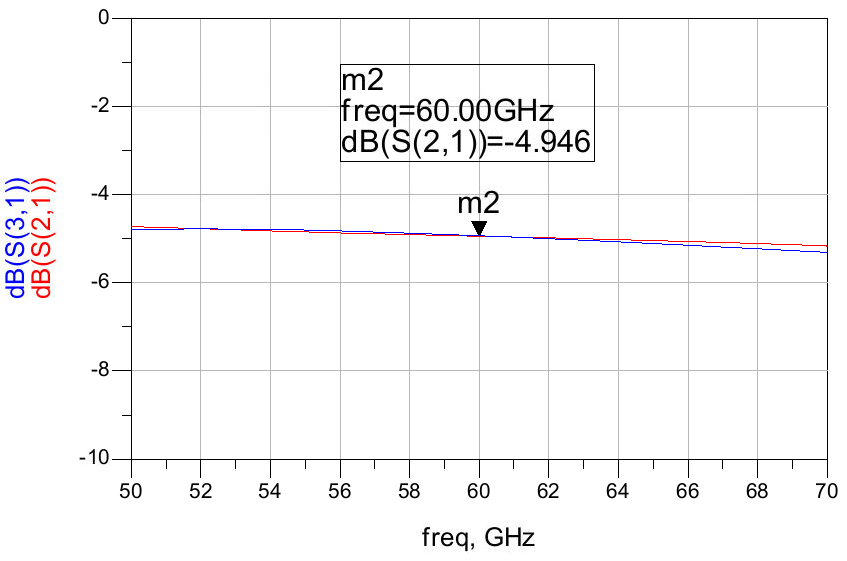 m2
freq=60.00GHz
dB(S(2,1))=-4.946
m2
dB(S(3,1))
dB(S(2,1))
0
-2
-4
-6
-8
-10
50 52 54 56 58 60 62 64 66 68 70
freq, GHz